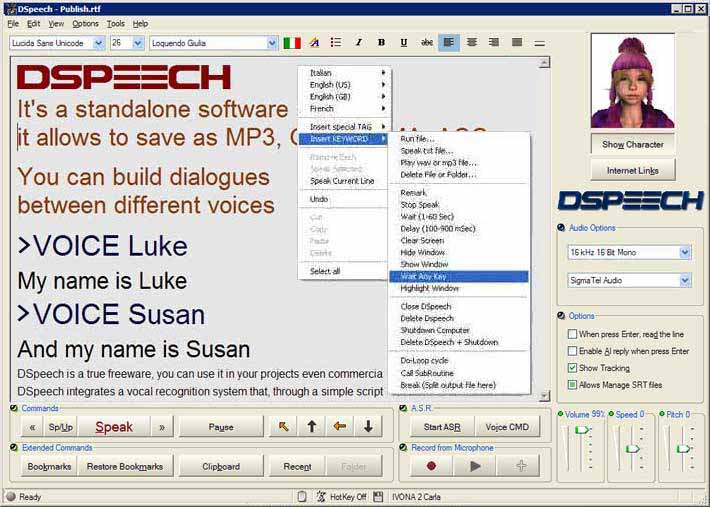 DSpeech - Publish.rtf
File Edit View Options Tools Help
Lucida Sans Unicode 26 Loquendo Giulia I B U abc
DSPEECH
It's a standalone software
it allows to save as MP3,
You can build dialogues
between different voices
>VOICE Luke
My name is Luke
>VOICE Susan
And my name is Susan
DSpeech is a true freeware, you can use it in your projects even commercia
DSpeech integrates a vocal recognition system that, through a simple script
Italian
English (US)
English (GB)
French
Insert special TAG
Insert KEYWORD
Speak Selected
Speak Current Line
Undo
Cut
Copy
Paste
Delete
Select all
Run file...
Speak txt file...
Play wav or mp3 file...
Delete File or Folder...
Remark
Stop Speak
Wait (1-60 Sec)
Delay (100-900 mSec)
Clear Screen
Hide Window
Show Window
Wait Any Key
Highlight Window
Close DSpeech
Delete Dspeech
Shutdown Computer
Delete DSpeech + Shutdown
Do-Loop cycle
Call SubRoutine
Break (Split output file here)
Show Character
Internet Links
DSPEECH
Audio Options
16 kHz 16 Bit Mono
SigmaTel Audio
Options
When press Enter, read the line
Enable AI reply when press Enter
Show Tracking
Allows Manage SRT files
Commands
« Sp/Up Speak » Pause
A.S.R.
Start ASR Voice CMD
Extended Commands
Bookmarks Restore Bookmarks Clipboard Recent Folder
Record from Microphone
Volume 99% Speed 0 Pitch 0
Ready HotKey Off IVONA 2 Carla